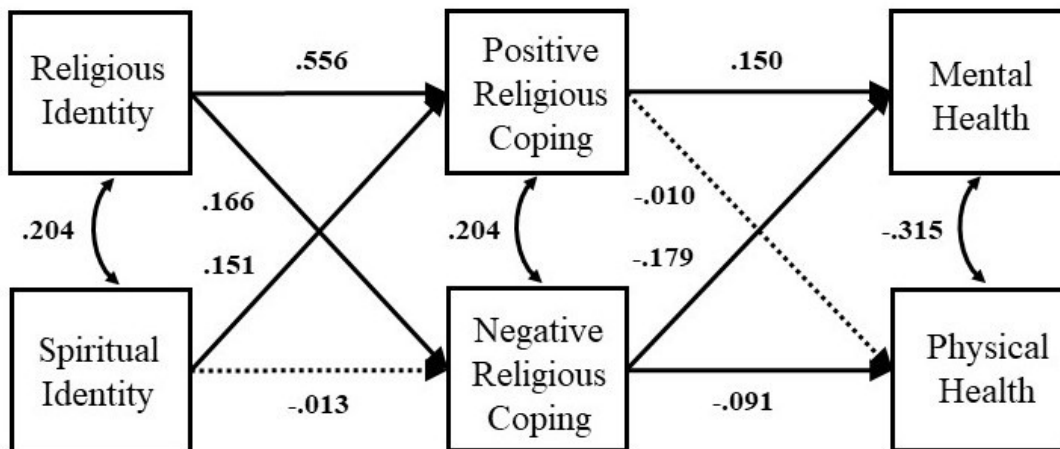 Religious
Identity
.556
Positive
Religious
Coping
.150
Mental
Health
.204
.166
.151
.204
-.010
-.179
-.315
Spiritual
Identity
-.013
Negative
Religious
Coping
-.091
Physical
Health